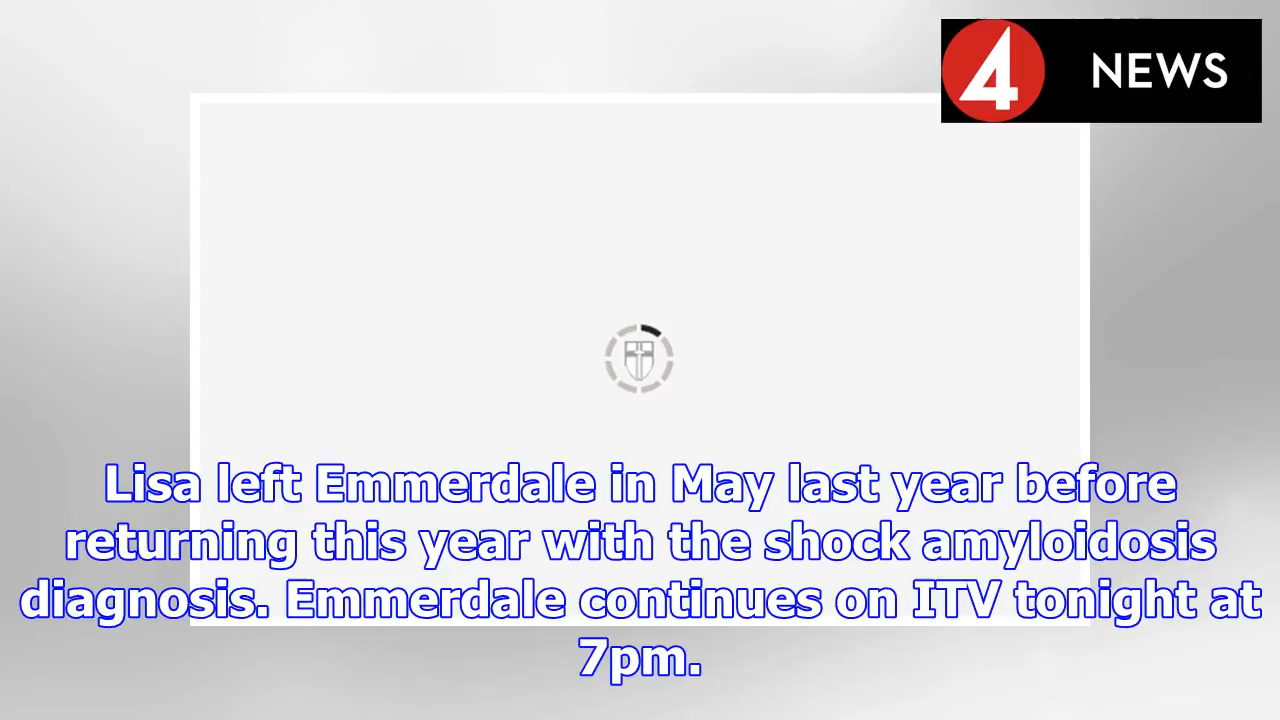 4 NEWS
Lisa left Emmerdale in May last year before
returning this year with the shock amyloidosis
diagnosis. Emmerdale continues on ITV tonight at
7pm.